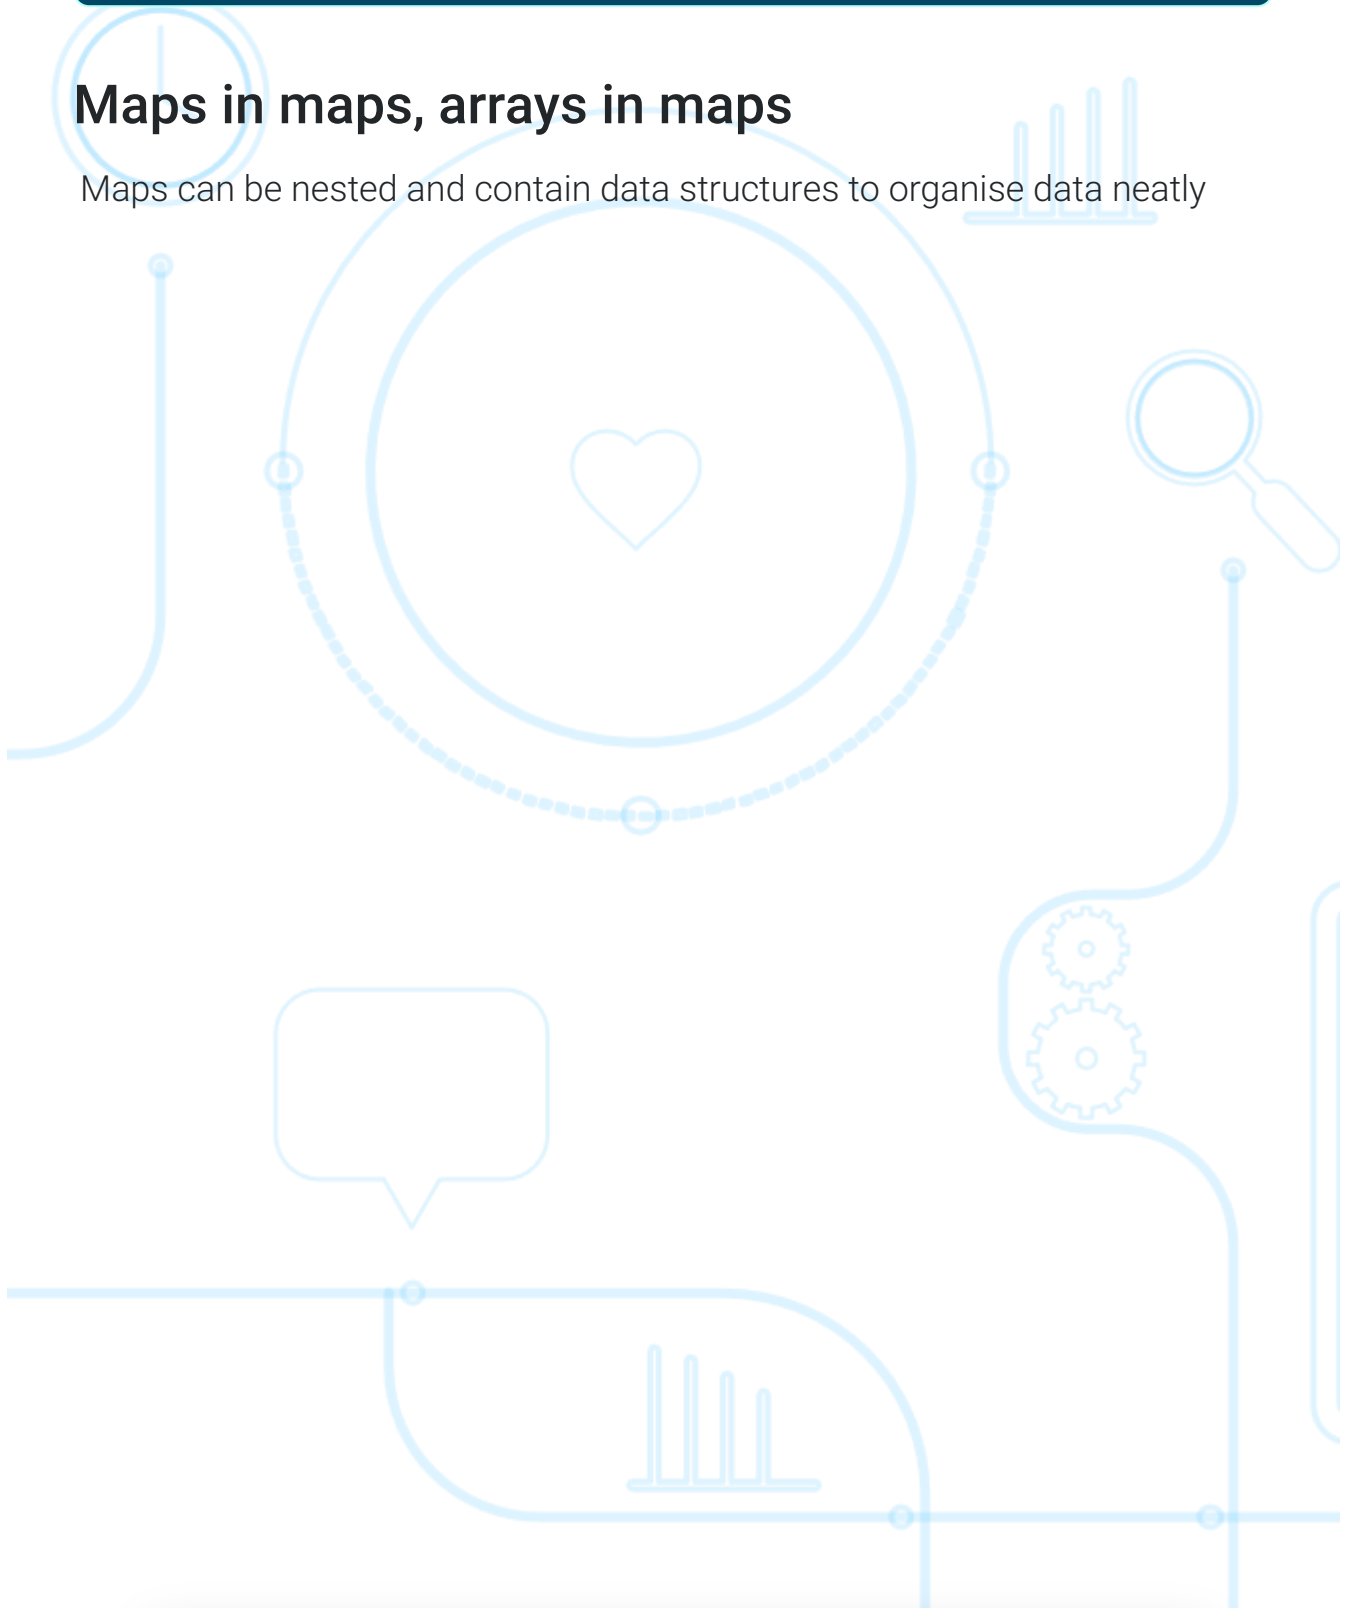 Maps in maps, arrays in maps
Maps can be nested and contain data structures to organise data neatly